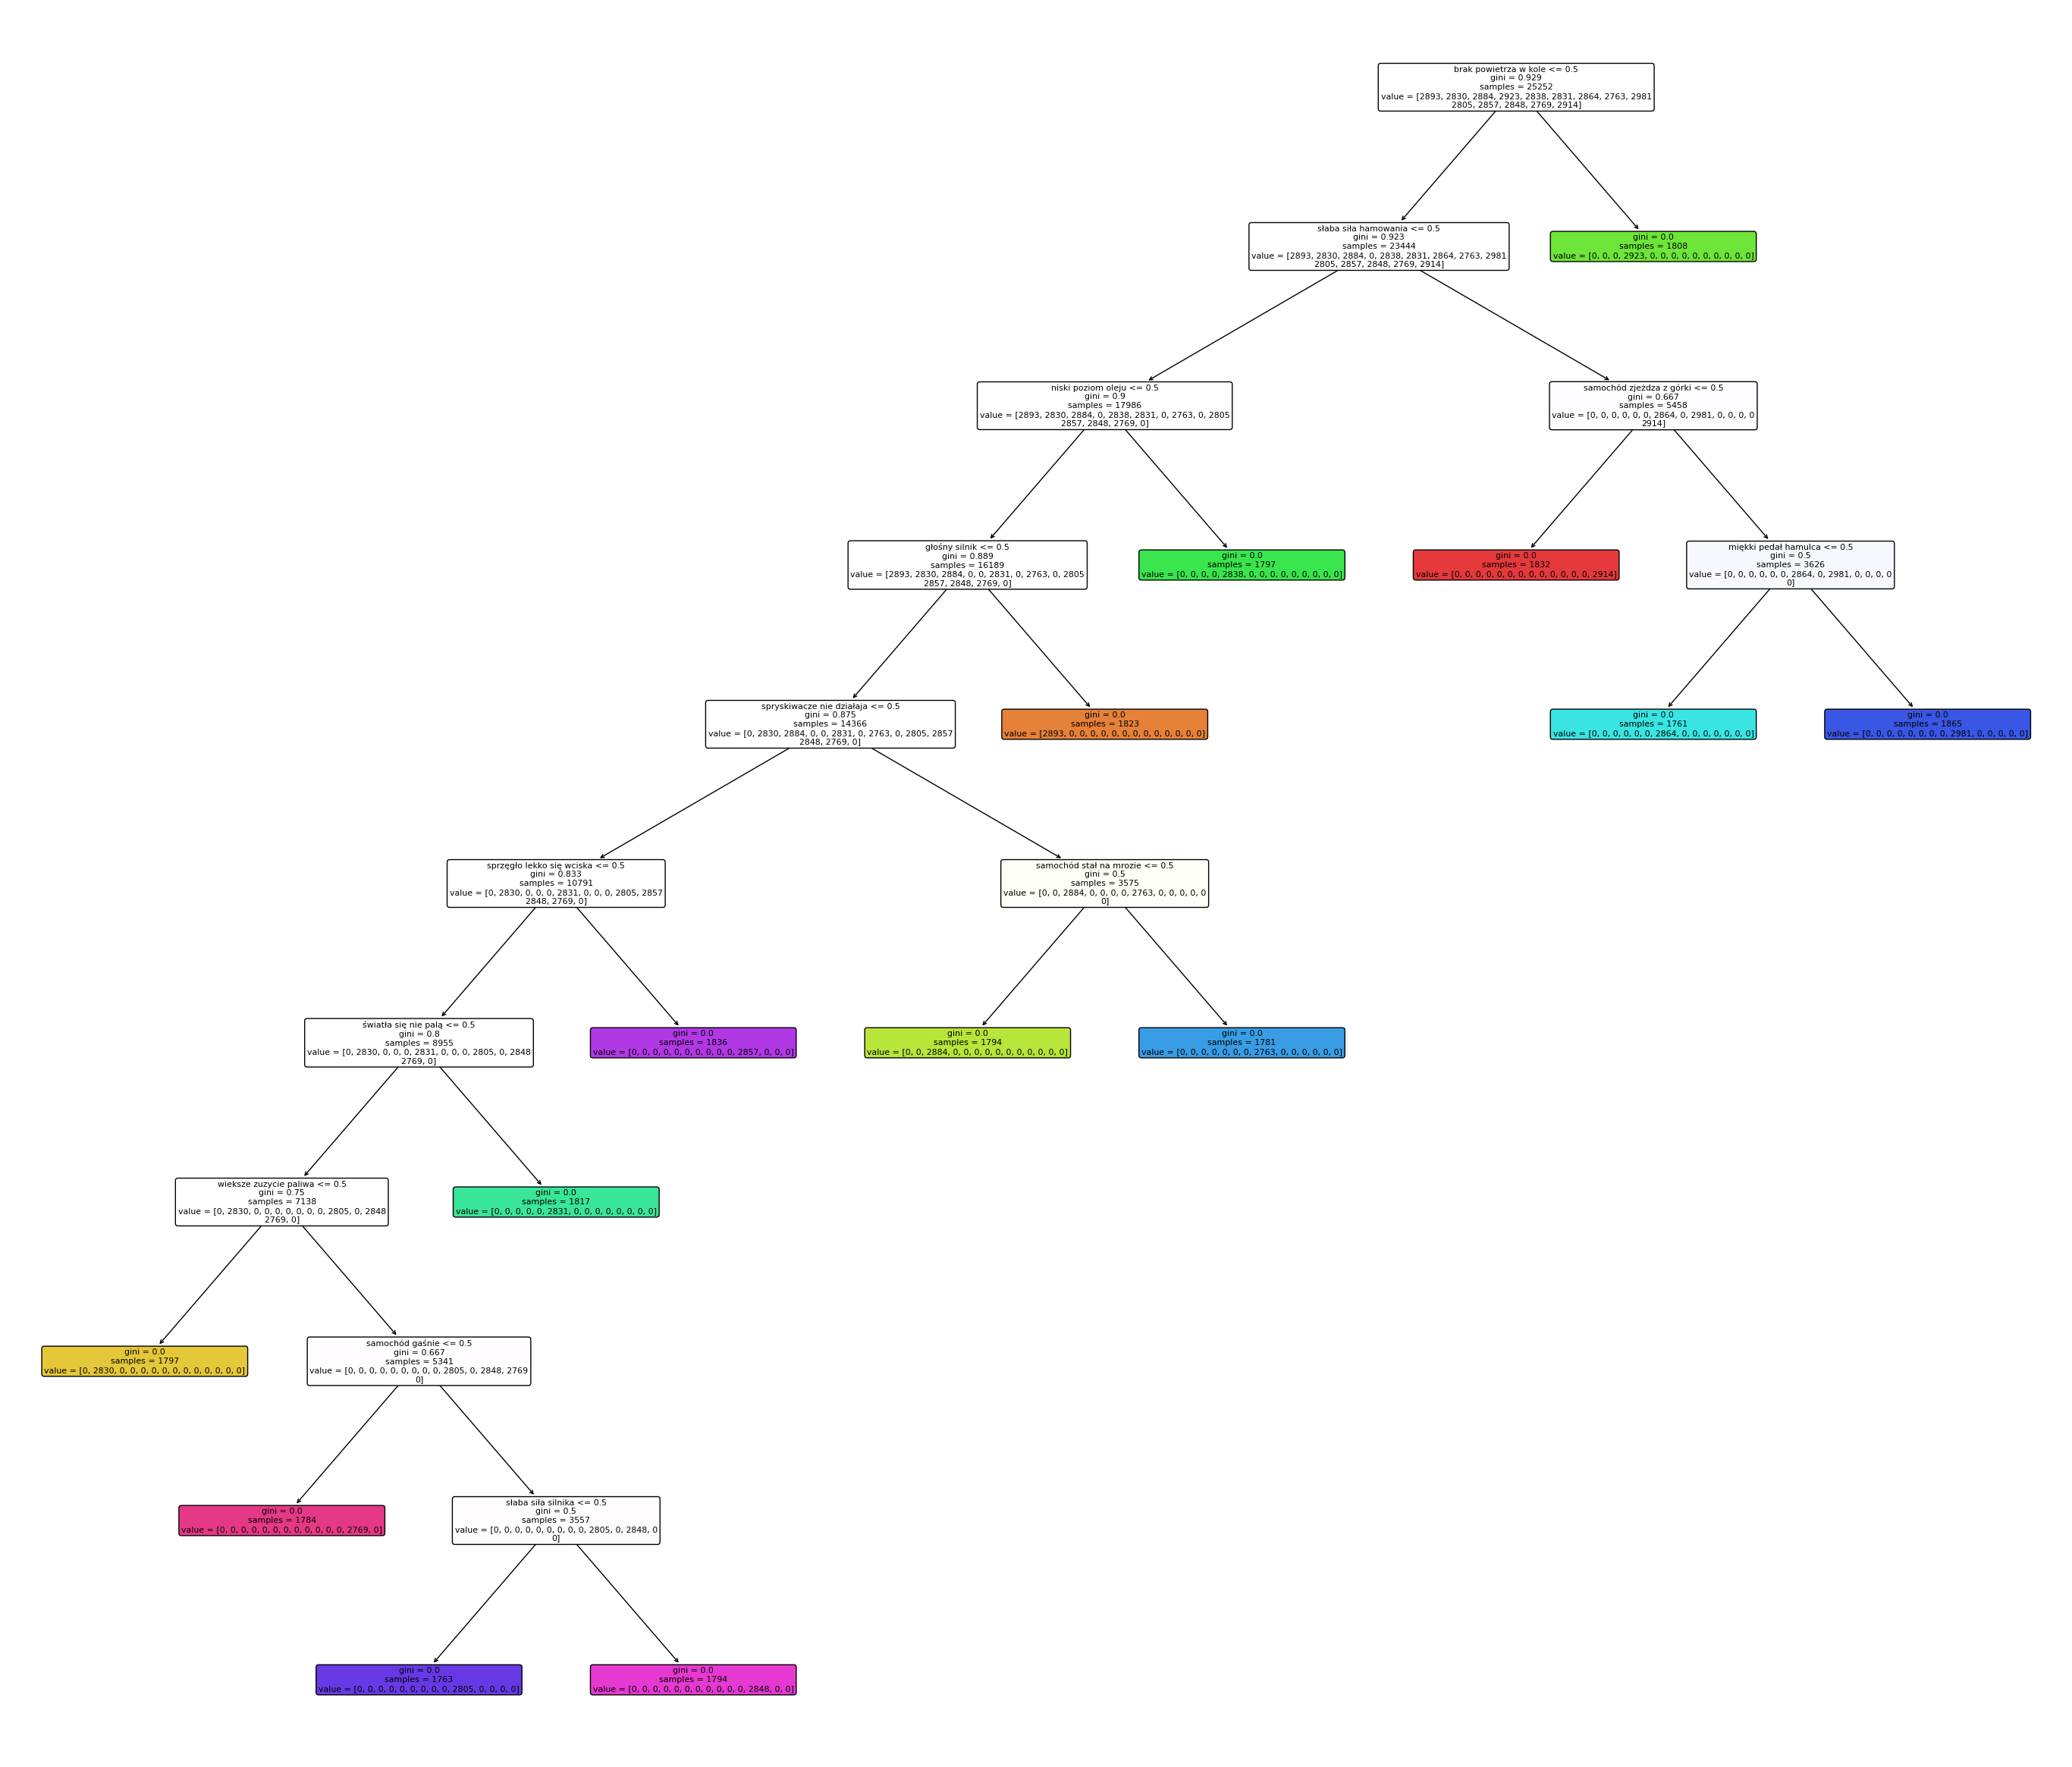 brak powietrza w kole <= 0.5
gini = 0.929
samples = 25252
value = [2893, 2830, 2884, 2923, 2838, 2831, 2864, 2763, 2981
2805, 2857, 2848, 2769, 2914]
słaba siła hamowania <= 0.5
gini = 0.923
samples = 23444
value = [2893, 2830, 2884, 0, 2838, 2831, 2864, 2763, 2981
2805, 2857, 2848, 2769, 2914]
gini = 0.0
samples = 1808
value = [0, 0, 0, 2923, 0, 0, 0, 0, 0, 0, 0, 0, 0, 0]
niski poziom oleju <= 0.5
gini = 0.9
samples = 17986
value = [2893, 2830, 2884, 0, 2838, 2831, 0, 2763, 0, 2805
2857, 2848, 2769, 0]
samochód zjeżdza z górki <= 0.5
gini = 0.667
samples = 5458
value = [0, 0, 0, 0, 0, 0, 2864, 0, 2981, 0, 0, 0, 0
2914]
głośny silnik <= 0.5
gini = 0.889
samples = 16189
value = [2893, 2830, 2884, 0, 0, 2831, 0, 2763, 0, 2805
2857, 2848, 2769, 0]
gini = 0.0
samples = 1797
value = [0, 0, 0, 0, 2838, 0, 0, 0, 0, 0, 0, 0, 0, 0]
gini = 0.0
samples = 1832
value = [0, 0, 0, 0, 0, 0, 0, 0, 0, 0, 0, 0, 0, 2914]
miękki pedał hamulca <= 0.5
gini = 0.5
samples = 3626
value = [0, 0, 0, 0, 0, 0, 2864, 0, 2981, 0, 0, 0, 0
0]
spryskiwacze nie działaja <= 0.5
gini = 0.875
samples = 14366
value = [0, 2830, 2884, 0, 0, 2831, 0, 2763, 0, 2805, 2857
2848, 2769, 0]
gini = 0.0
samples = 1823
value = [2893, 0, 0, 0, 0, 0, 0, 0, 0, 0, 0, 0, 0, 0]
gini = 0.0
samples = 1761
value = [0, 0, 0, 0, 0, 0, 2864, 0, 0, 0, 0, 0, 0, 0]
gini = 0.0
samples = 1865
value = [0, 0, 0, 0, 0, 0, 0, 0, 2981, 0, 0, 0, 0, 0]
sprzęgło lekko się wciska <= 0.5
gini = 0.833
samples = 10791
value = [0, 2830, 0, 0, 0, 2831, 0, 0, 0, 2805, 2857
2848, 2769, 0]
samochód stał na mrozie <= 0.5
gini = 0.5
samples = 3575
value = [0, 0, 2884, 0, 0, 0, 0, 2763, 0, 0, 0, 0, 0
0]
światła się nie palą <= 0.5
gini = 0.8
samples = 8955
value = [0, 2830, 0, 0, 0, 2831, 0, 0, 0, 2805, 0, 2848
2769, 0]
gini = 0.0
samples = 1836
value = [0, 0, 0, 0, 0, 0, 0, 0, 0, 0, 2857, 0, 0, 0]
gini = 0.0
samples = 1794
value = [0, 0, 2884, 0, 0, 0, 0, 0, 0, 0, 0, 0, 0, 0]
gini = 0.0
samples = 1781
value = [0, 0, 0, 0, 0, 0, 0, 2763, 0, 0, 0, 0, 0, 0]
wieksze zuzycie paliwa <= 0.5
gini = 0.75
samples = 7138
value = [0, 2830, 0, 0, 0, 0, 0, 0, 0, 2805, 0, 2848
2769, 0]
gini = 0.0
samples = 1817
value = [0, 0, 0, 0, 0, 2831, 0, 0, 0, 0, 0, 0, 0, 0]
gini = 0.0
samples = 1797
value = [0, 2830, 0, 0, 0, 0, 0, 0, 0, 0, 0, 0, 0, 0]
samochód gaśnie <= 0.5
gini = 0.667
samples = 5341
value = [0, 0, 0, 0, 0, 0, 0, 0, 0, 2805, 0, 2848, 2769
0]
gini = 0.0
samples = 1784
value = [0, 0, 0, 0, 0, 0, 0, 0, 0, 0, 0, 0, 2769, 0]
słaba siła silnika <= 0.5
gini = 0.5
samples = 3557
value = [0, 0, 0, 0, 0, 0, 0, 0, 0, 2805, 0, 2848, 0
0]
gini = 0.0
samples = 1763
value = [0, 0, 0, 0, 0, 0, 0, 0, 0, 2805, 0, 0, 0, 0]
gini = 0.0
samples = 1794
value = [0, 0, 0, 0, 0, 0, 0, 0, 0, 0, 0, 2848, 0, 0]